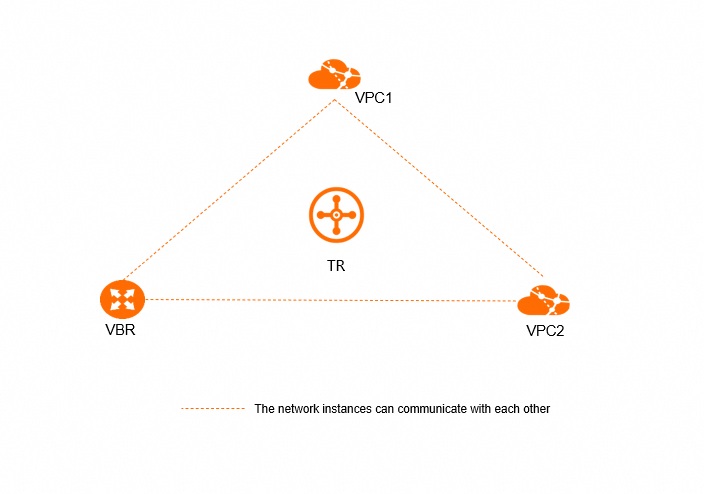 VPC1
TR
VBR
VPC2
The network instances can communicate with each other